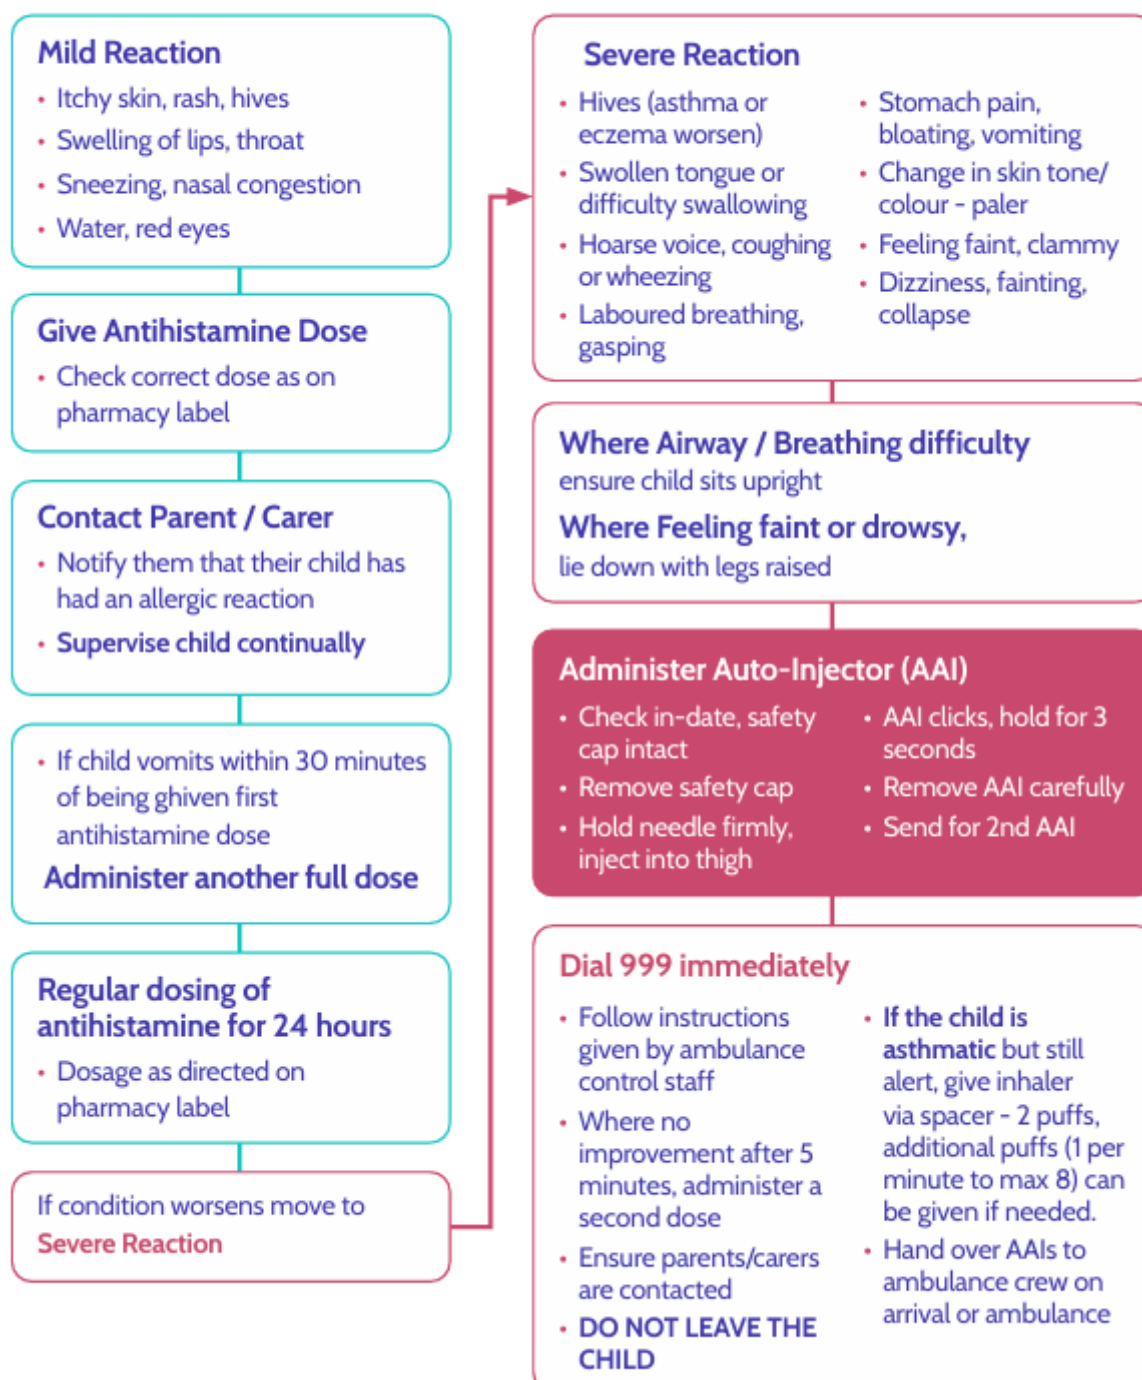 Mild Reaction
• Itchy skin, rash, hives
• Swelling of lips, throat
• Sneezing, nasal congestion
• Water, red eyes
Give Antihistamine Dose
• Check correct dose as on
pharmacy label
Contact Parent / Carer
• Notify them that their child has
had an allergic reaction
• Supervise child continually
• If child vomits within 30 minutes
of being ghiven first
antihistamine dose
Administer another full dose
Regular dosing of
antihistamine for 24 hours
• Dosage as directed on
pharmacy label
If condition worsens move to
Severe Reaction
Severe Reaction
• Hives (asthma or
eczema worsen)
• Swollen tongue or
difficulty swallowing
• Hoarse voice, coughing
or wheezing
• Laboured breathing,
gasping
• Stomach pain,
bloating, vomiting
• Change in skin tone/
colour - paler
• Feeling faint, clammy
• Dizziness, fainting,
collapse
Where Airway / Breathing difficulty
ensure child sits upright
Where Feeling faint or drowsy,
lie down with legs raised
Administer Auto-Injector (AAI)
• Check in-date, safety
cap intact
• Remove safety cap
• Hold needle firmly,
inject into thigh
• AAI clicks, hold for 3
seconds
• Remove AAI carefully
• Send for 2nd AAI
Dial 999 immediately
• Follow instructions
given by ambulance
control staff
• Where no
improvement after 5
minutes, administer a
second dose
• Ensure parents/carers
are contacted
• DO NOT LEAVE THE
CHILD
• If the child is
asthmatic but still
alert, give inhaler
via spacer - 2 puffs,
additional puffs (1 per
minute to max 8) can
be given if needed.
• Hand over AAIs to
ambulance crew on
arrival or ambulance